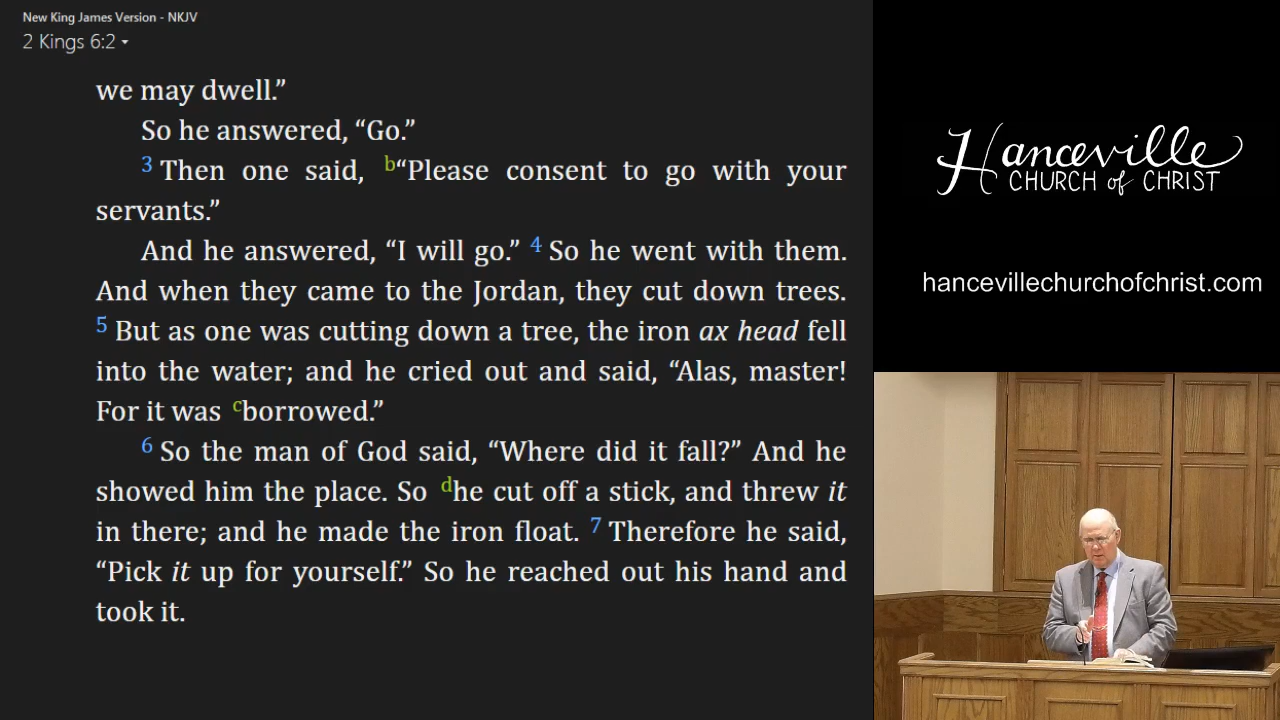 New King James Version - NKJV
2 Kings 6:2
we may dwell.”
So he answered, “Go.”
3 Then one said, b“Please consent to go with your
servants.”
And he answered, “I will go.” 4 So he went with them.
And when they came to the Jordan, they cut down trees.
5 But as one was cutting down a tree, the iron ax head fell
into the water; and he cried out and said, “Alas, master!
For it was cborrowed.”
6 So the man of God said, “Where did it fall?” And he
showed him the place. So dhe cut off a stick, and threw it
in there; and he made the iron float. 7 Therefore he said,
“Pick it up for yourself.” So he reached out his hand and
took it.
Hanceville
CHURCH of CHRIST
hancevillechurchofchrist.com